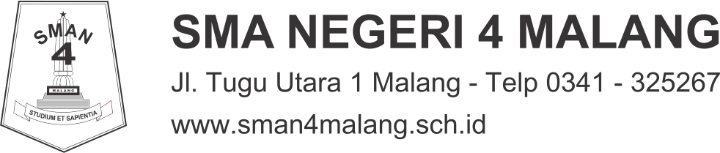 SMAN
4
MALANG
STUDIUM ET SAPIENTIA
SMA NEGERI 4 MALANG
Jl. Tugu Utara 1 Malang - Telp 0341 - 325267
www.sman4malang.sch.id